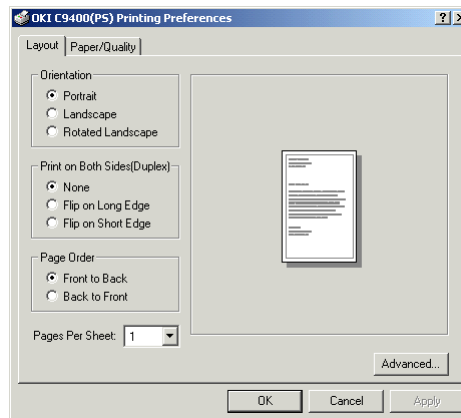 OKI C9400(PS) Printing Preferences
Layout
Paper/Quality
Orientation
Portrait
Landscape
Rotated Landscape
Print on Both Sides(Duplex)
None
Flip on Long Edge
Flip on Short Edge
Page Order
Front to Back
Back to Front
Pages Per Sheet: 1
Advanced...
OK
Cancel
Apply